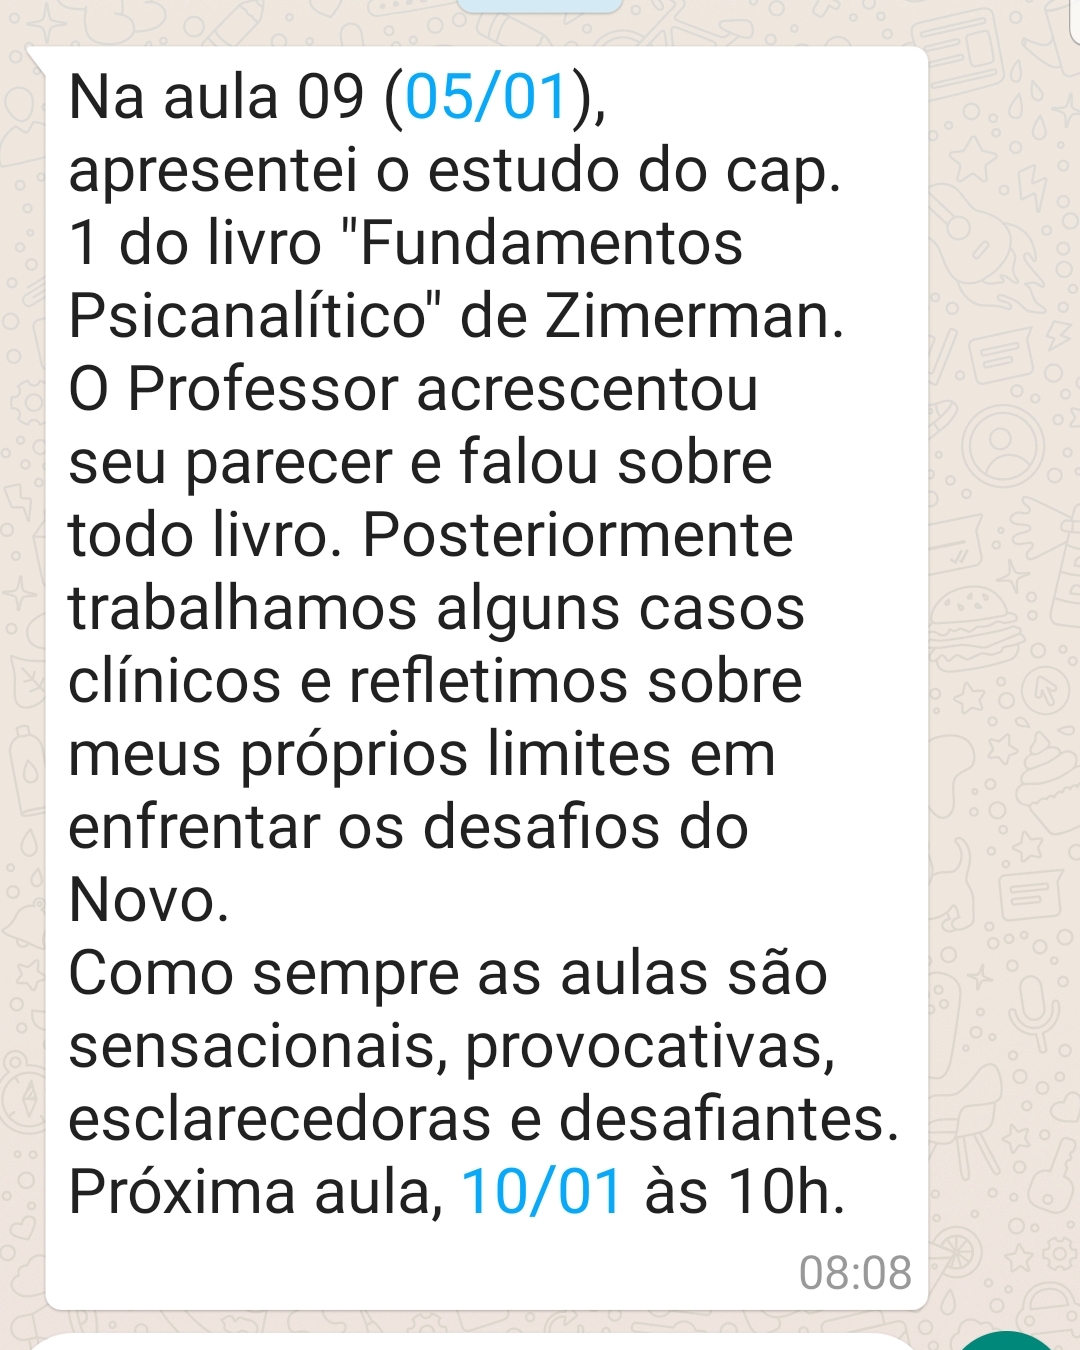 Na aula 09 (05/01),
apresentei o estudo do cap.
1 do livro "Fundamentos
Psicanalítico" de Zimerman.
O Professor acrescentou
seu parecer e falou sobre
todo livro. Posteriormente
trabalhamos alguns casos
clínicos e refletimos sobre
meus próprios limites em
enfrentar os desafios do
Novo.
Como sempre as aulas são
sensacionais, provocativas,
esclarecedoras e desafiantes.
Próxima aula, 10/01 às 10h.
08:08